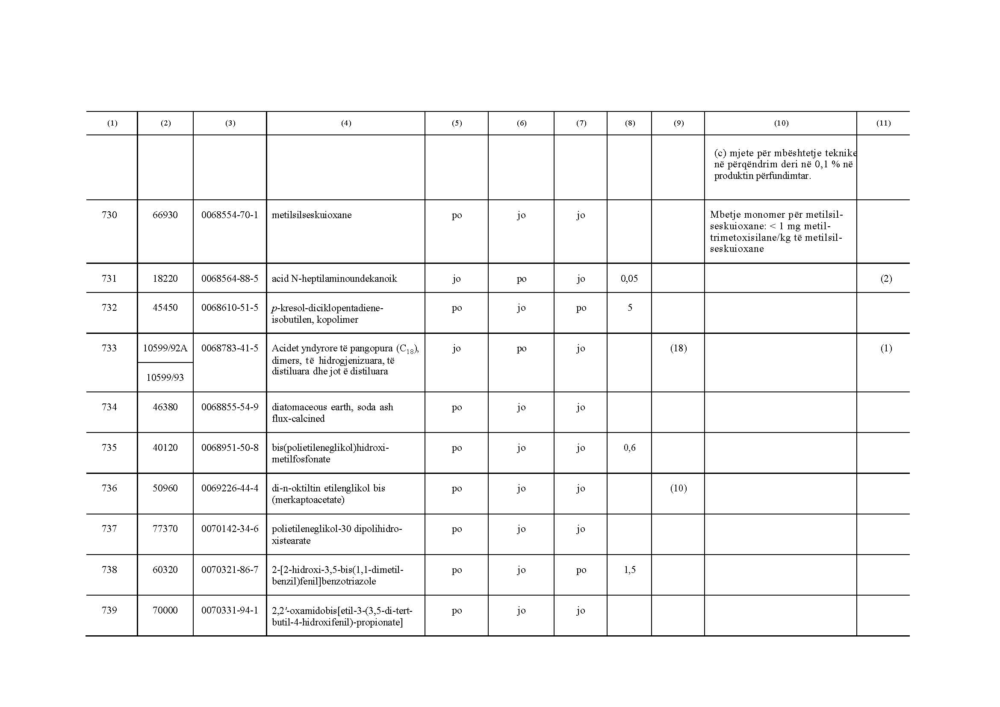 (1) (2) (3) (4) (5) (6) (7) (8) (9) (10) (11)
(c) mjete për mbështetje teknike
në përqëndrim deri në 0,1 % në
produktin përfundimtar.
730 66930 0068554-70-1 metilsilseskuioxane po jo jo Mbetje monomer për metilsil-
seskuioxane: < 1 mg metil-
trimetoxisilane/kg të metilsil-
seskuioxane
731 18220 0068564-88-5 acid N-heptilaminoundekanoik jo po jo 0,05 (2)
732 45450 0068610-51-5 p-kresol-diciklopentadiene- po jo po 5
isobutilen, kopolimer
733 10599/92A 0068783-41-5 Acidet yndyrore të pangopura (C18), jo po jo (18) (1)
dimers, të hidrogjenizuara, të
distiluara dhe jot ë distiluara
10599/93
734 46380 0068855-54-9 diatomaceous earth, soda ash po jo jo
flux-calcined
735 40120 0068951-50-8 bis(polietileneglikol)hidroxi- po jo jo 0,6
metilfosfonate
736 50960 0069226-44-4 di-n-oktiltin etilenglikol bis po jo jo (10)
(merkaptoacetate)
737 77370 0070142-34-6 polietileneglikol-30 dipolihidro- po jo jo
xistearate
738 60320 0070321-86-7 2-[2-hidroxi-3,5-bis(1,1-dimetil- po jo po 1,5
benzil)fenil]benzotriazole
739 70000 0070331-94-1 2,2′-oxamidobis[etil-3-(3,5-di-tert- po jo jo
butil-4-hidroxifenil)-propionate]